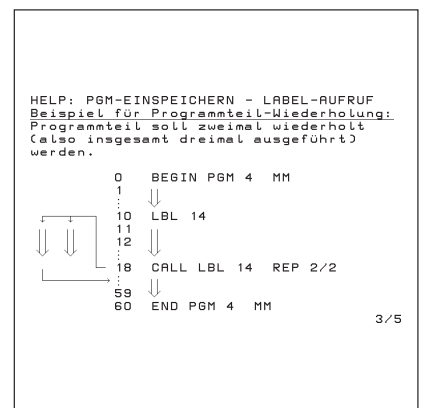 HELP: PGM-EINSPEICHERN - LABEL-AUFRUF
Beispiel für Programmteil-Wiederholung:
Programmteil soll zweimal wiederholt
(also insgesamt dreimal ausgeführt)
werden.
0 BEGIN PGM 4 MM
1
:
10 LBL 14
11
12
:
18 CALL LBL 14 REP 2/2
:
59
60 END PGM 4 MM
3/5